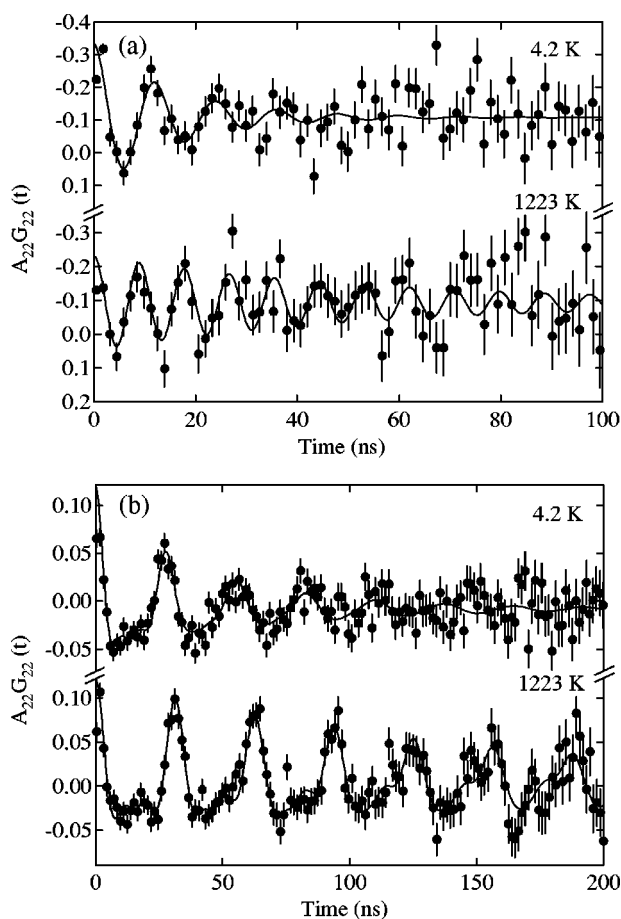 -0.4
(a)
4.2 K
-0.3
-0.2
-0.1
0.0
0.1
1223 K
-0.3
-0.2
-0.1
0.0
0.1
0.2
A22G22 (t)
0 20 40 60 80 100
Time (ns)
0.10
(b)
4.2 K
0.05
0.00
-0.05
1223 K
0.10
0.05
0.00
-0.05
A22G22 (t)
0 50 100 150 200
Time (ns)